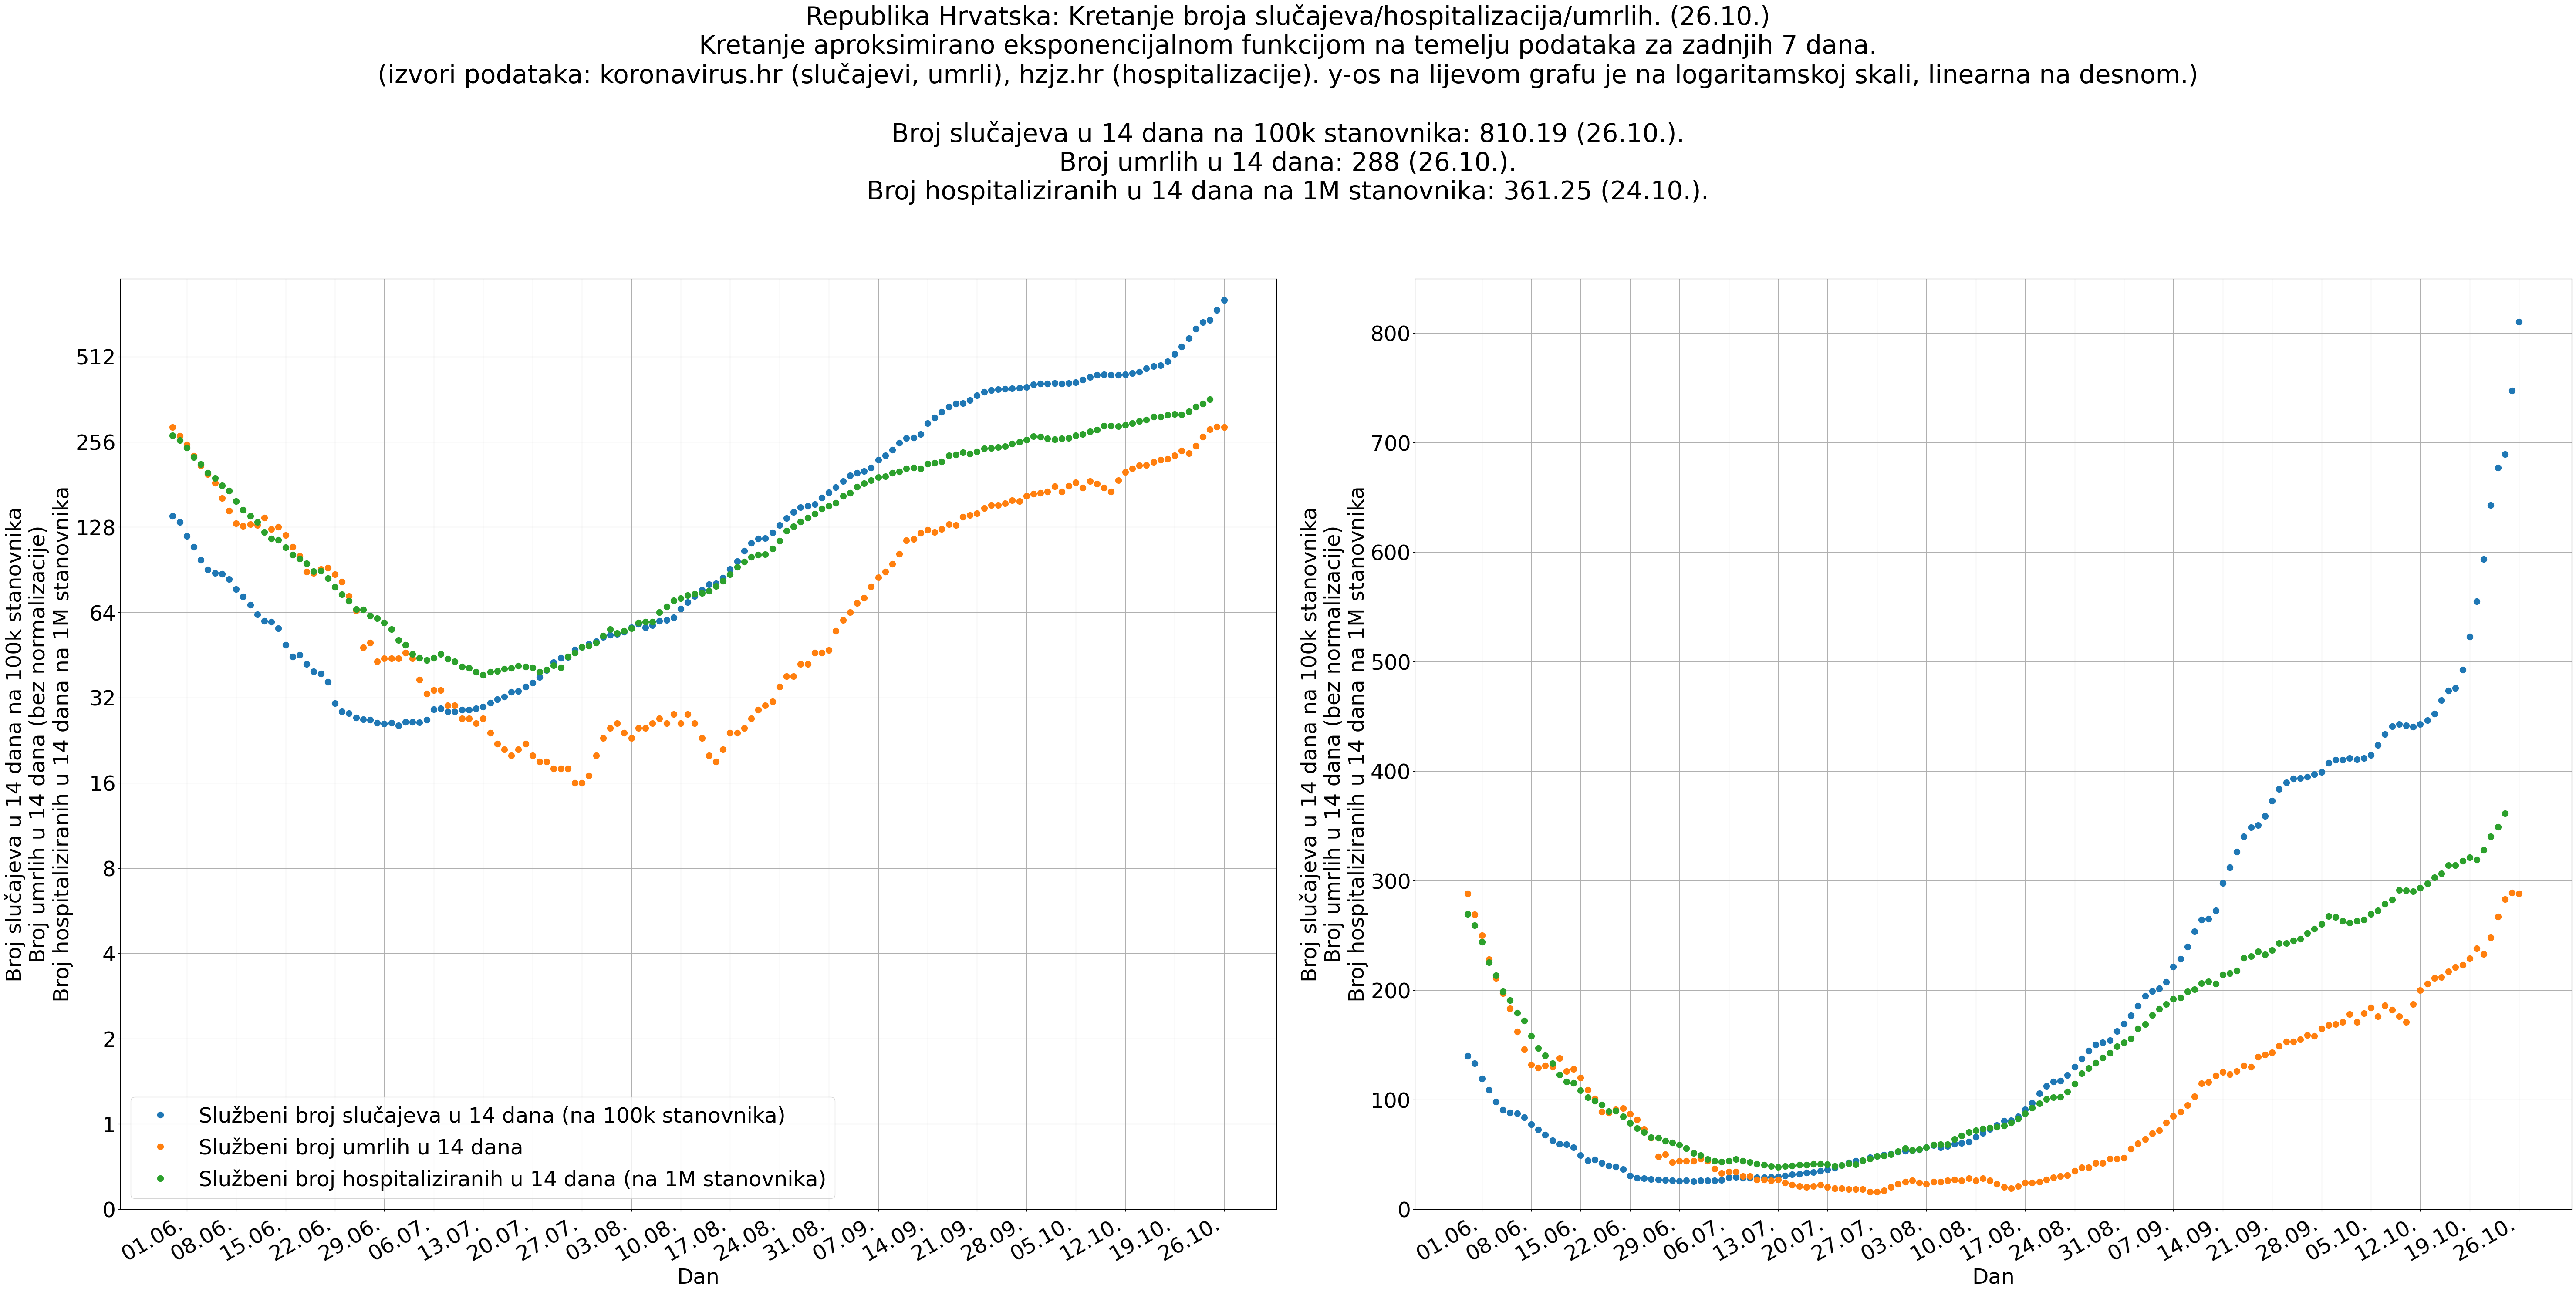 Republika Hrvatska: Kretanje broja slučajeva/hospitalizacija/umrlih. (26.10.)
Kretanje aproksimirano eksponencijalnom funkcijom na temelju podataka za zadnjih 7 dana.
(izvori podataka: koronavirus.hr (slučajevi, umrli), hzjz.hr (hospitalizacije). y-os na lijevom grafu je na logaritamskoj skali, linearna na desnom.)
Broj slučajeva u 14 dana na 100k stanovnika: 810.19 (26.10.).
Broj umrlih u 14 dana: 288 (26.10.).
Broj hospitaliziranih u 14 dana na 1M stanovnika: 361.25 (24.10.).
Broj slučajeva u 14 dana na 100k stanovnika
Broj umrlih u 14 dana (bez normalizacije)
Broj hospitaliziranih u 14 dana na 1M stanovnika
512
256
128
64
32
16
8
4
2
1
0
Službeni broj slučajeva u 14 dana (na 100k stanovnika)
Službeni broj umrlih u 14 dana
Službeni broj hospitaliziranih u 14 dana (na 1M stanovnika)
01.06. 08.06. 15.06. 22.06. 29.06. 06.07. 13.07. 20.07. 27.07. 03.08. 10.08. 17.08. 24.08. 31.08. 07.09. 14.09. 21.09. 28.09. 05.10. 12.10. 19.10. 26.10.
Dan
Broj slučajeva u 14 dana na 100k stanovnika
Broj umrlih u 14 dana (bez normalizacije)
Broj hospitaliziranih u 14 dana na 1M stanovnika
800
700
600
500
400
300
200
100
0
01.06. 08.06. 15.06. 22.06. 29.06. 06.07. 13.07. 20.07. 27.07. 03.08. 10.08. 17.08. 24.08. 31.08. 07.09. 14.09. 21.09. 28.09. 05.10. 12.10. 19.10. 26.10.
Dan